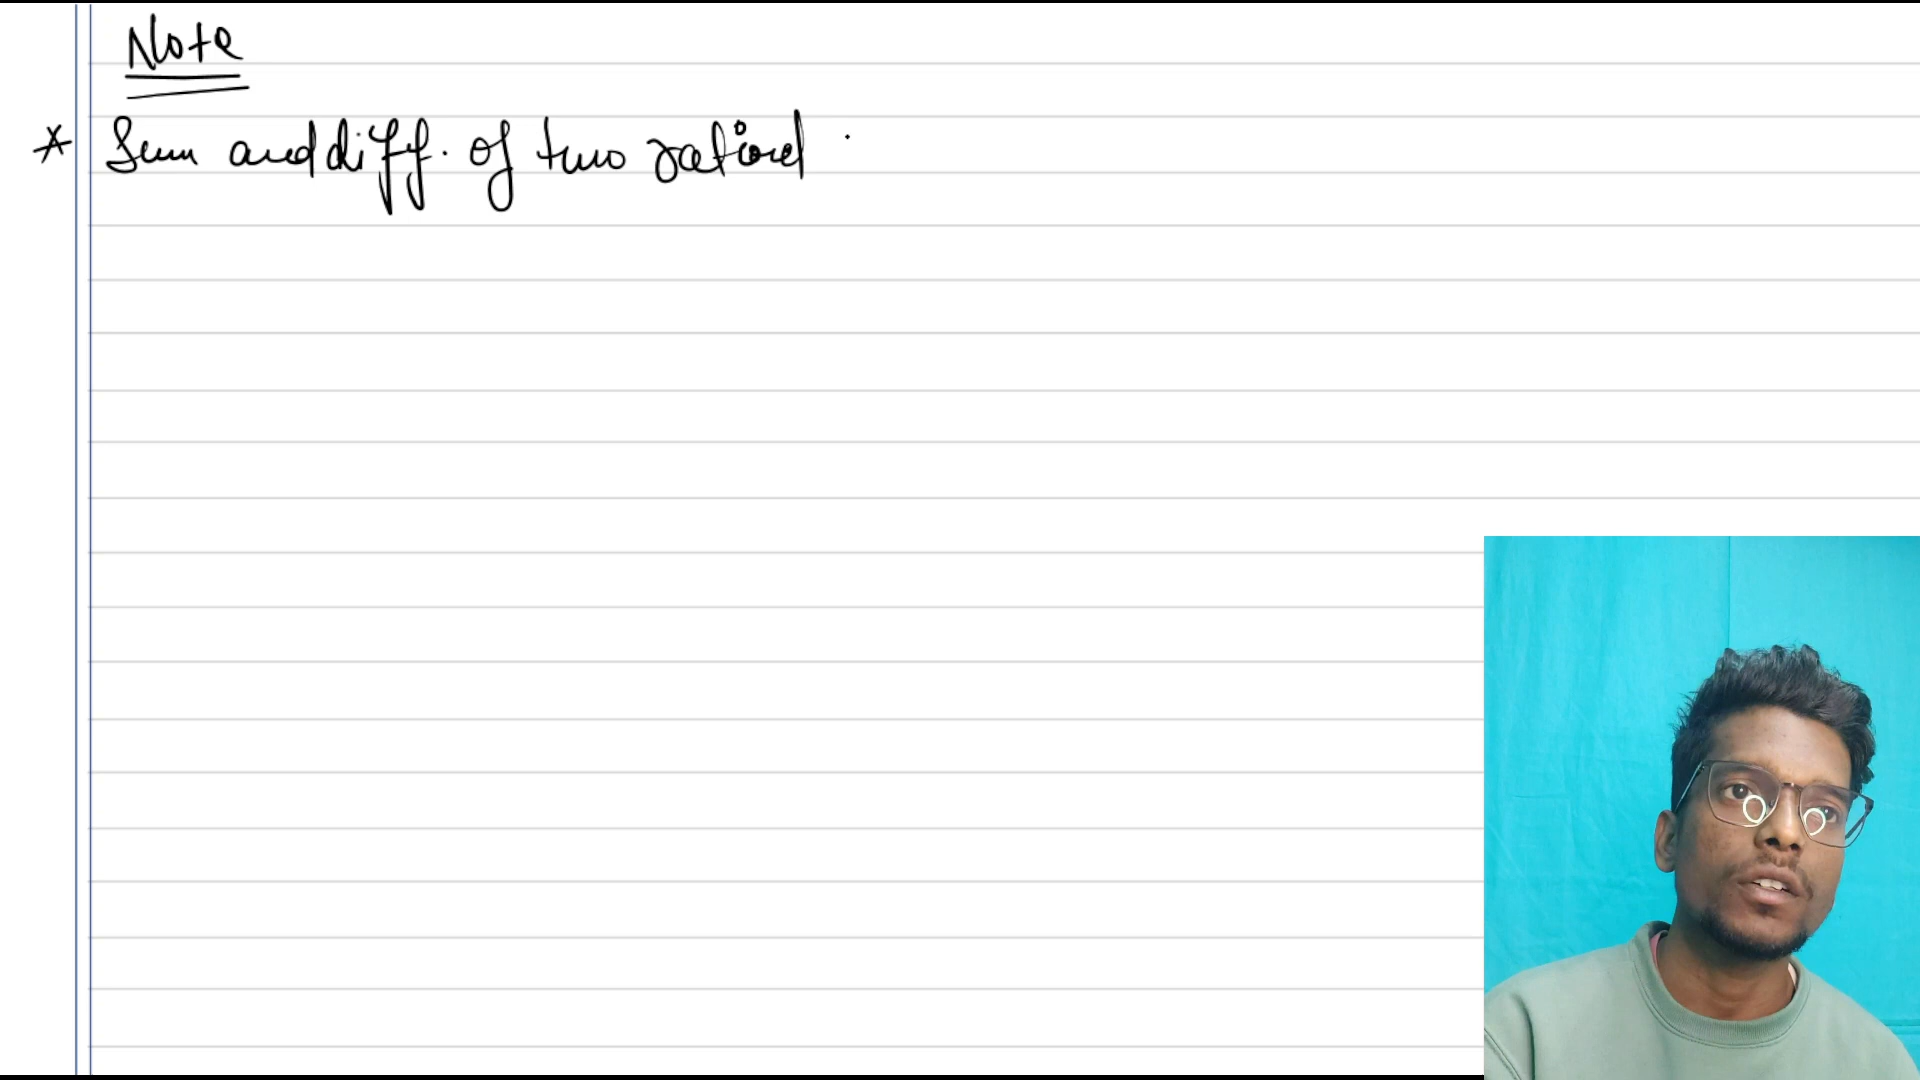 Note
* Sum and diff. of two rational